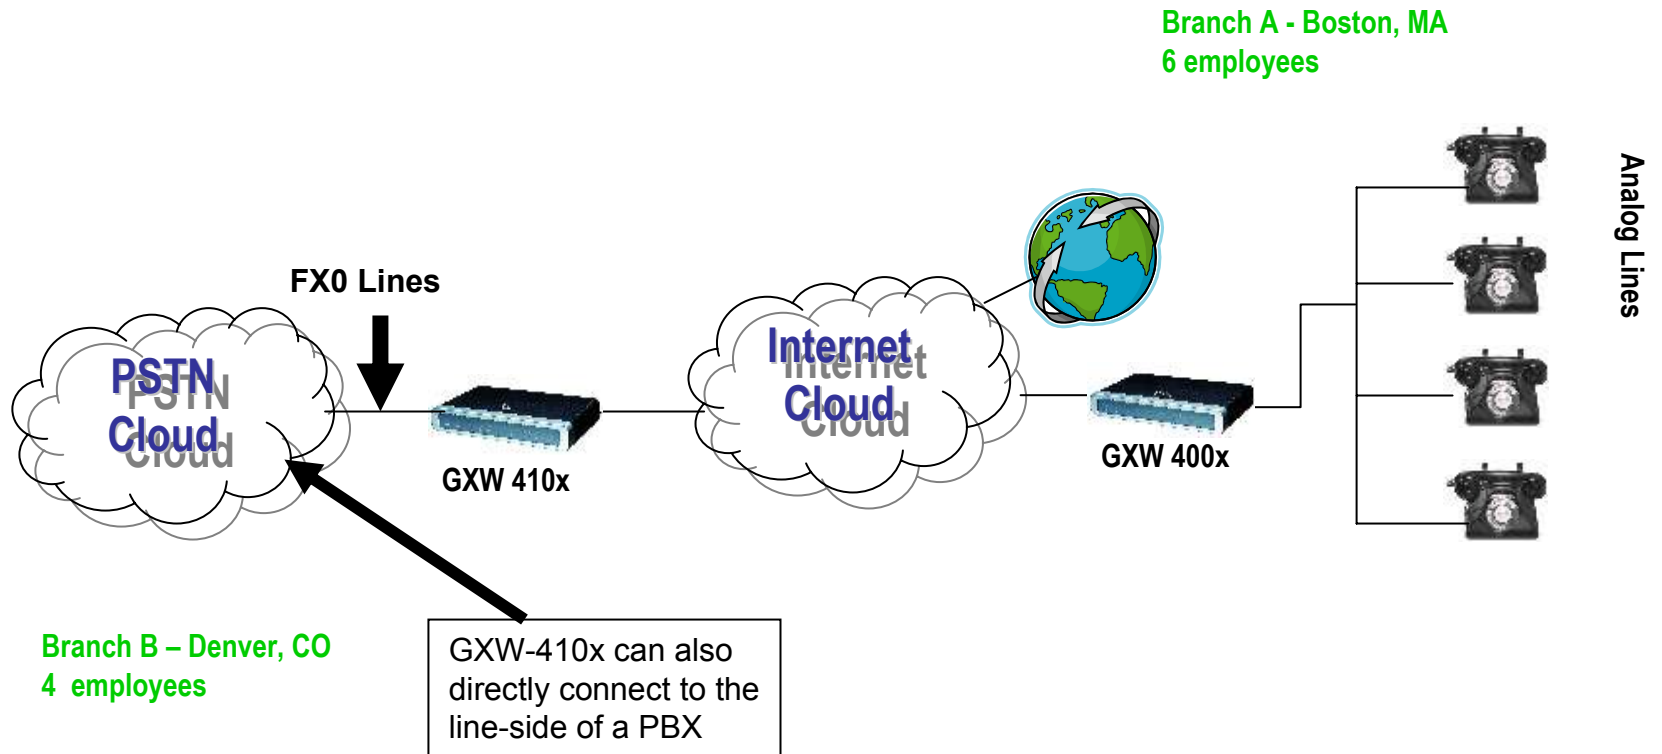 Branch A - Boston, MA
6 employees
Analog Lines
FX0 Lines
PSTN
Cloud
GXW 410x
Internet
Cloud
GXW 400x
Branch B – Denver, CO
4 employees
GXW-410x can also
directly connect to the
line-side of a PBX